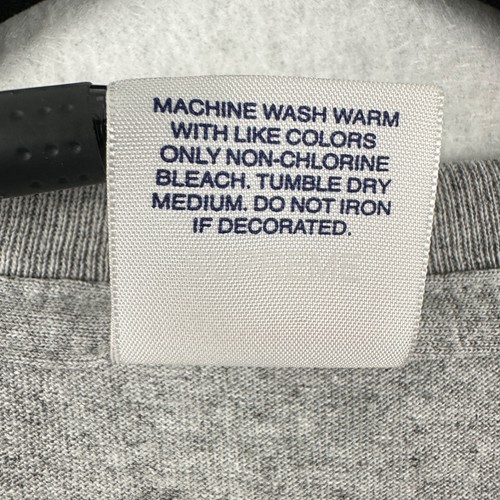 MACHINE WASH WARM
WITH LIKE COLORS
ONLY NON-CHLORINE
BLEACH. TUMBLE DRY
MEDIUM. DO NOT IRON
IF DECORATED.